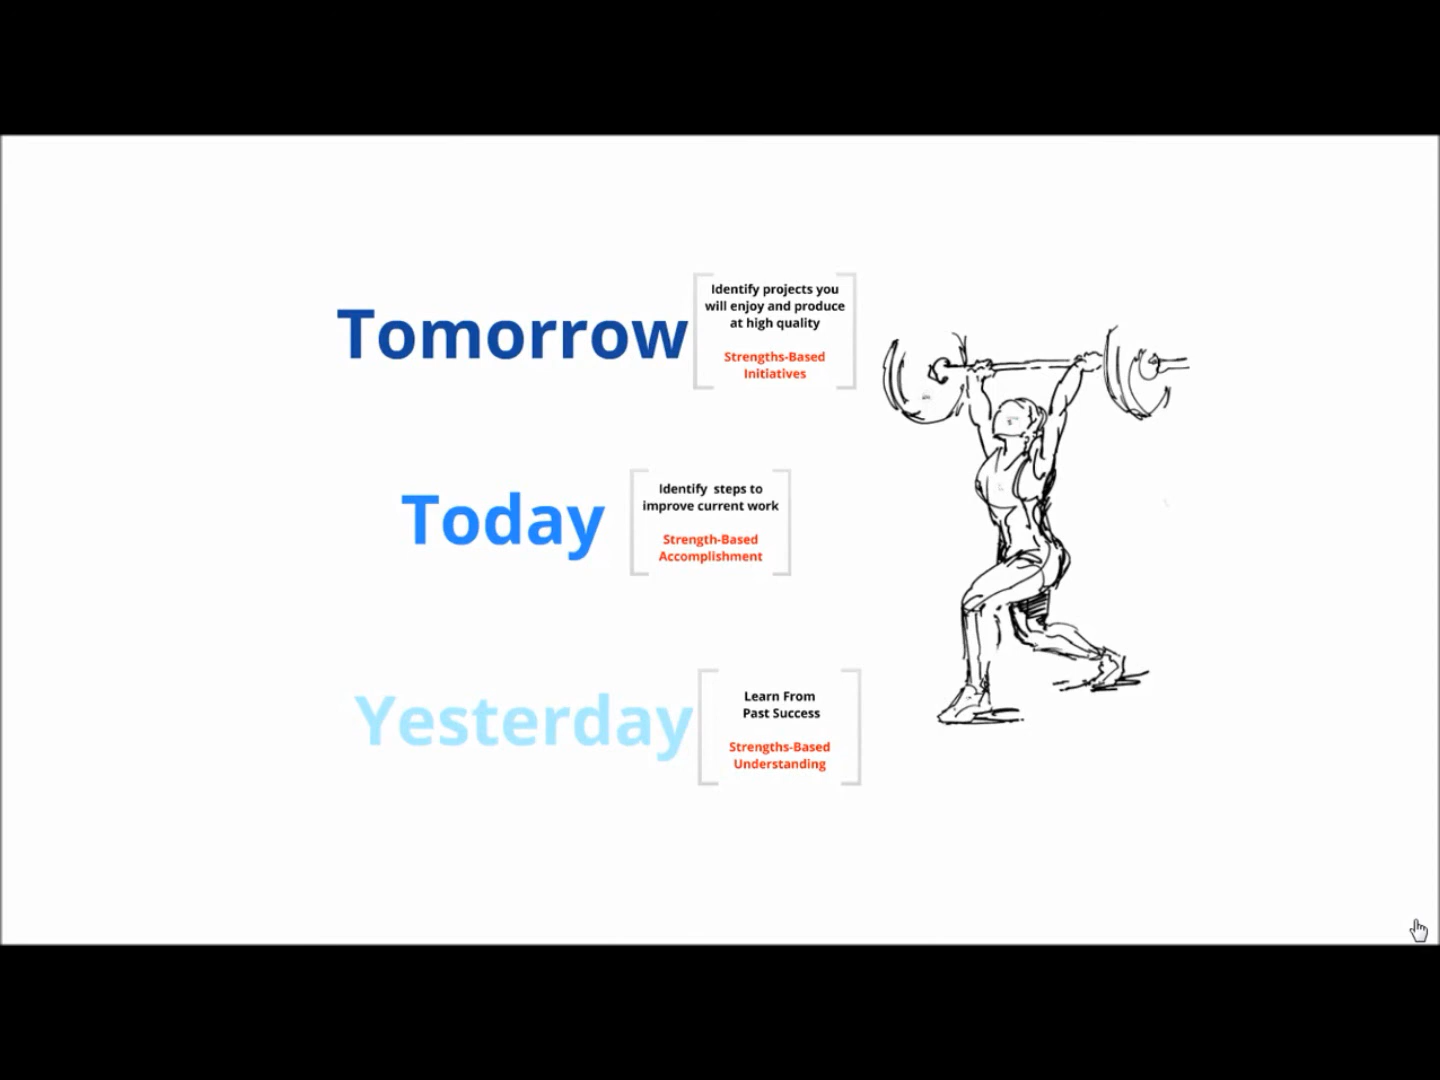 Tomorrow
Identify projects you
will enjoy and produce
at high quality
Strengths-Based
Initiatives
Today
Identify steps to
improve current work
Strength-Based
Accomplishment
Yesterday
Learn From
Past Success
Strengths-Based
Understanding